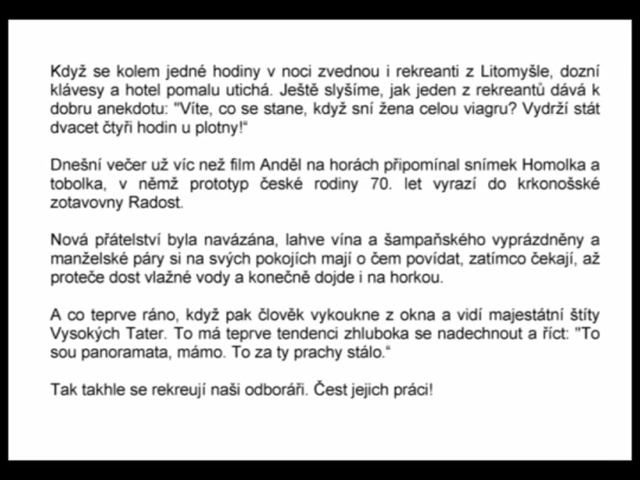 Když se kolem jedné hodiny v noci zvednou i rekreanti z Litomyšle, dozní
klávesy a hotel pomalu utichá. Ještě slyšíme, jak jeden z rekreantů dává k
dobru anekdotu: "Víte, co se stane, když sní žena celou viagru? Vydrží stát
dvacet čtyři hodin u plotny!“
Dnešní večer už víc než film Anděl na horách připomínal snímek Homolka a
tobolka, v němž prototyp české rodiny 70. let vyrazí do krkonošské
zotavovny Radost.
Nová přátelství byla navázána, lahve vína a šampaňského vyprázdněny a
manželské páry si na svých pokojích mají o čem povídat, zatímco čekají, až
proteče dost vlažné vody a konečně dojde i na horkou.
A co teprve ráno, když pak člověk vykoukne z okna a vidí majestátní štíty
Vysokých Tater. To má teprve tendenci zhluboka se nadechnout a říct: "To
sou panoramata, mámo. To za ty prachy stálo.“
Tak takhle se rekreují naši odboráři. Čest jejich práci!